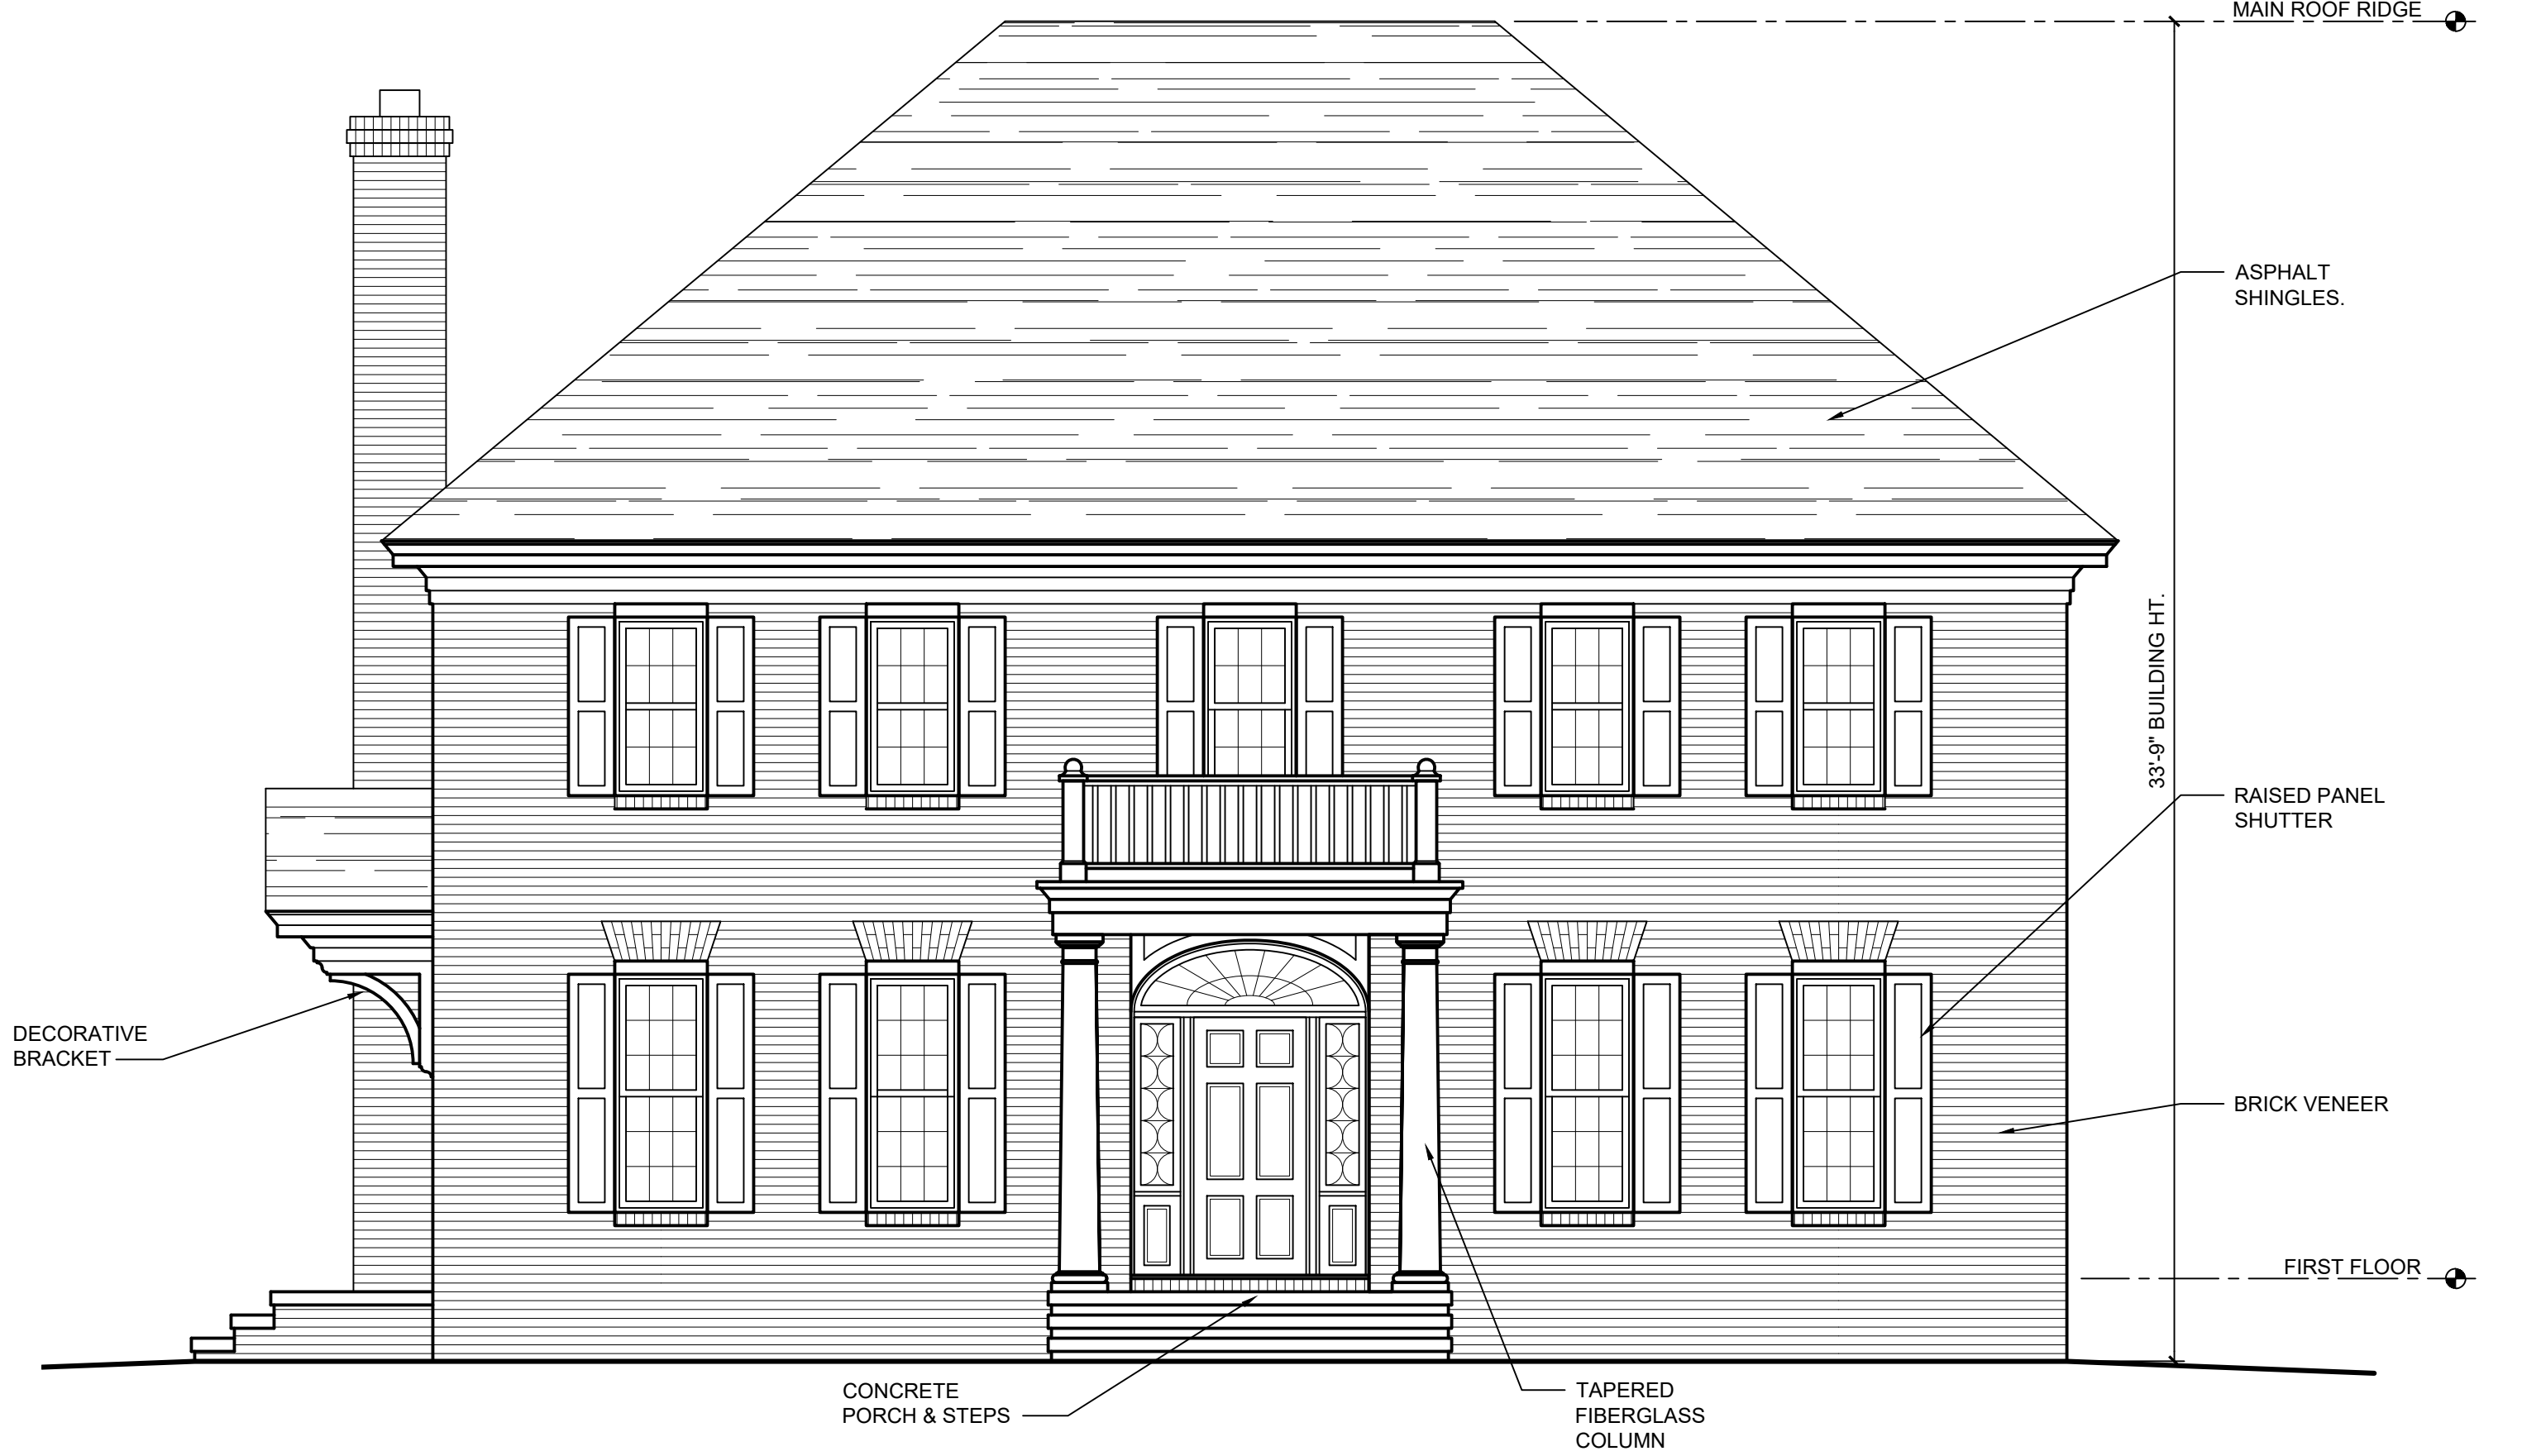 MAIN ROOF RIDGE
ASPHALT
SHINGLES.
33'-9" BUILDING HT.
RAISED PANEL
SHUTTER
DECORATIVE
BRACKET
BRICK VENEER
FIRST FLOOR
CONCRETE
PORCH & STEPS
TAPERED
FIBERGLASS
COLUMN